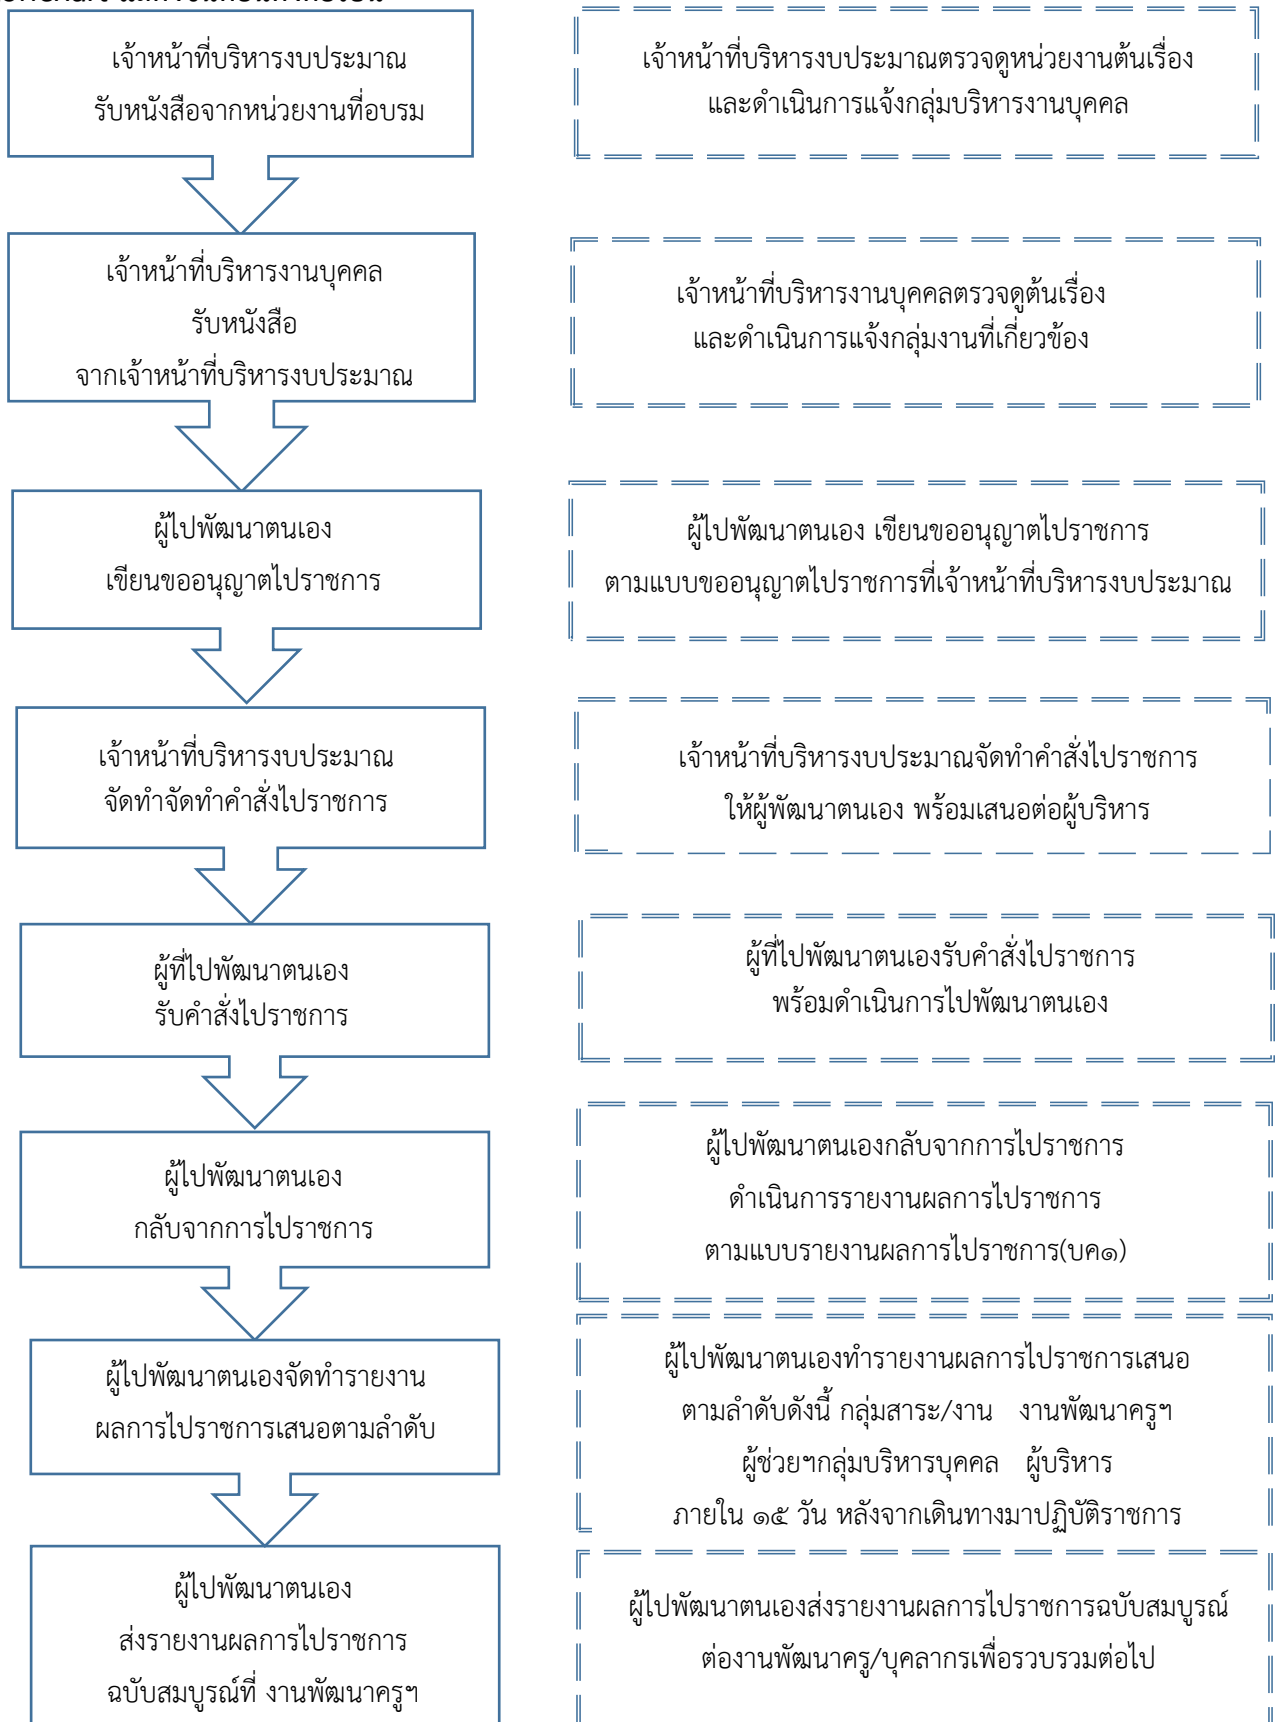 เจ้าหน้าที่บริหารงบประมาณ
รับหนังสือจากหน่วยงานที่อบรม
เจ้าหน้าที่บริหารงบประมาณตรวจดูหน่วยงานต้นเรื่อง
และดำเนินการแจ้งกลุ่มบริหารงานบุคคล
เจ้าหน้าที่บริหารงานบุคคล
รับหนังสือ
จากเจ้าหน้าที่บริหารงบประมาณ
เจ้าหน้าที่บริหารงานบุคคลตรวจดูต้นเรื่อง
และดำเนินการแจ้งกลุ่มงานที่เกี่ยวข้อง
ผู้ไปพัฒนาตนเอง
เขียนขออนุญาตไปราชการ
ผู้ไปพัฒนาตนเอง เขียนขออนุญาตไปราชการ
ตามแบบขออนุญาตไปราชการที่เจ้าหน้าที่บริหารงบประมาณ
เจ้าหน้าที่บริหารงบประมาณ
จัดทำจัดทำคำสั่งไปราชการ
เจ้าหน้าที่บริหารงบประมาณจัดทำคำสั่งไปราชการ
ให้ผู้พัฒนาตนเอง พร้อมเสนอต่อผู้บริหาร
ผู้ที่ไปพัฒนาตนเอง
รับคำสั่งไปราชการ
ผู้ที่ไปพัฒนาตนเองรับคำสั่งไปราชการ
พร้อมดำเนินการไปพัฒนาตนเอง
ผู้ไปพัฒนาตนเอง
กลับจากการไปราชการ
ผู้ไปพัฒนาตนเองกลับจากการไปราชการ
ดำเนินการรายงานผลการไปราชการ
ตามแบบรายงานผลการไปราชการ(บค๑)
ผู้ไปพัฒนาตนเองจัดทำรายงาน
ผลการไปราชการเสนอตามลำดับ
ผู้ไปพัฒนาตนเองทำรายงานผลการไปราชการเสนอ
ตามลำดับดังนี้ กลุ่มสาระ/งาน งานพัฒนาครูฯ
ผู้ช่วยฯกลุ่มบริหารบุคคล ผู้บริหาร
ภายใน ๑๕ วัน หลังจากเดินทางมาปฏิบัติราชการ
ผู้ไปพัฒนาตนเอง
ส่งรายงานผลการไปราชการ
ฉบับสมบูรณ์ที่ งานพัฒนาครูฯ
ผู้ไปพัฒนาตนเองส่งรายงานผลการไปราชการฉบับสมบูรณ์
ต่องานพัฒนาครู/บุคลากรเพื่อรวบรวมต่อไป